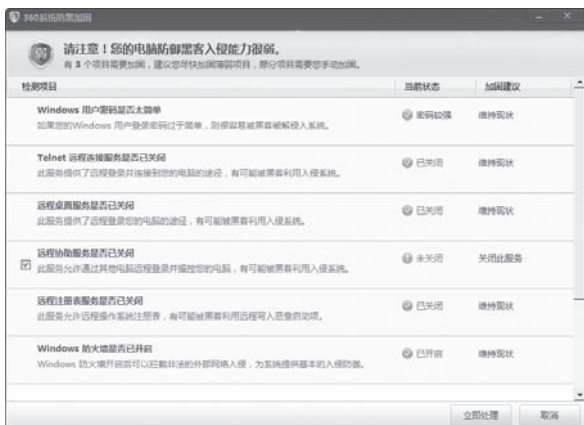 360系统防黑加固
请注意！您的电脑防御黑客入侵能力很弱。
有 3 个项目需要加固，建议您尽快加固薄弱项目，部分项目需要您手动加固。
检测项目 当前状态 加固建议
Windows 用户密码是否太简单
如果您的Windows 用户登录密码过于简单，则很容易被黑客破解侵入系统。
密码较强 维持现状
Telnet 远程连接服务是否已关闭
此服务提供了远程登录并连接到您的电脑的途径，有可能被黑客利用入侵系统。
已关闭 维持现状
远程桌面服务是否已关闭
此服务提供了远程登录您的电脑的途径，有可能被黑客利用入侵系统。
已关闭 维持现状
远程协助服务是否已关闭
此服务允许通过其他电脑远程登录并操控您的电脑，有可能被黑客利用入侵系统。
未关闭 关闭此服务
远程注册表服务是否已关闭
此服务允许远程操作系统注册表，有可能被黑客利用远程写入恶意启动项。
已关闭 维持现状
Windows 防火墙是否已开启
Windows 防火墙开启后可以拦截非法的外部网络入侵，为系统提供基本的入侵防御。
已开启 维持现状
立即处理 取消